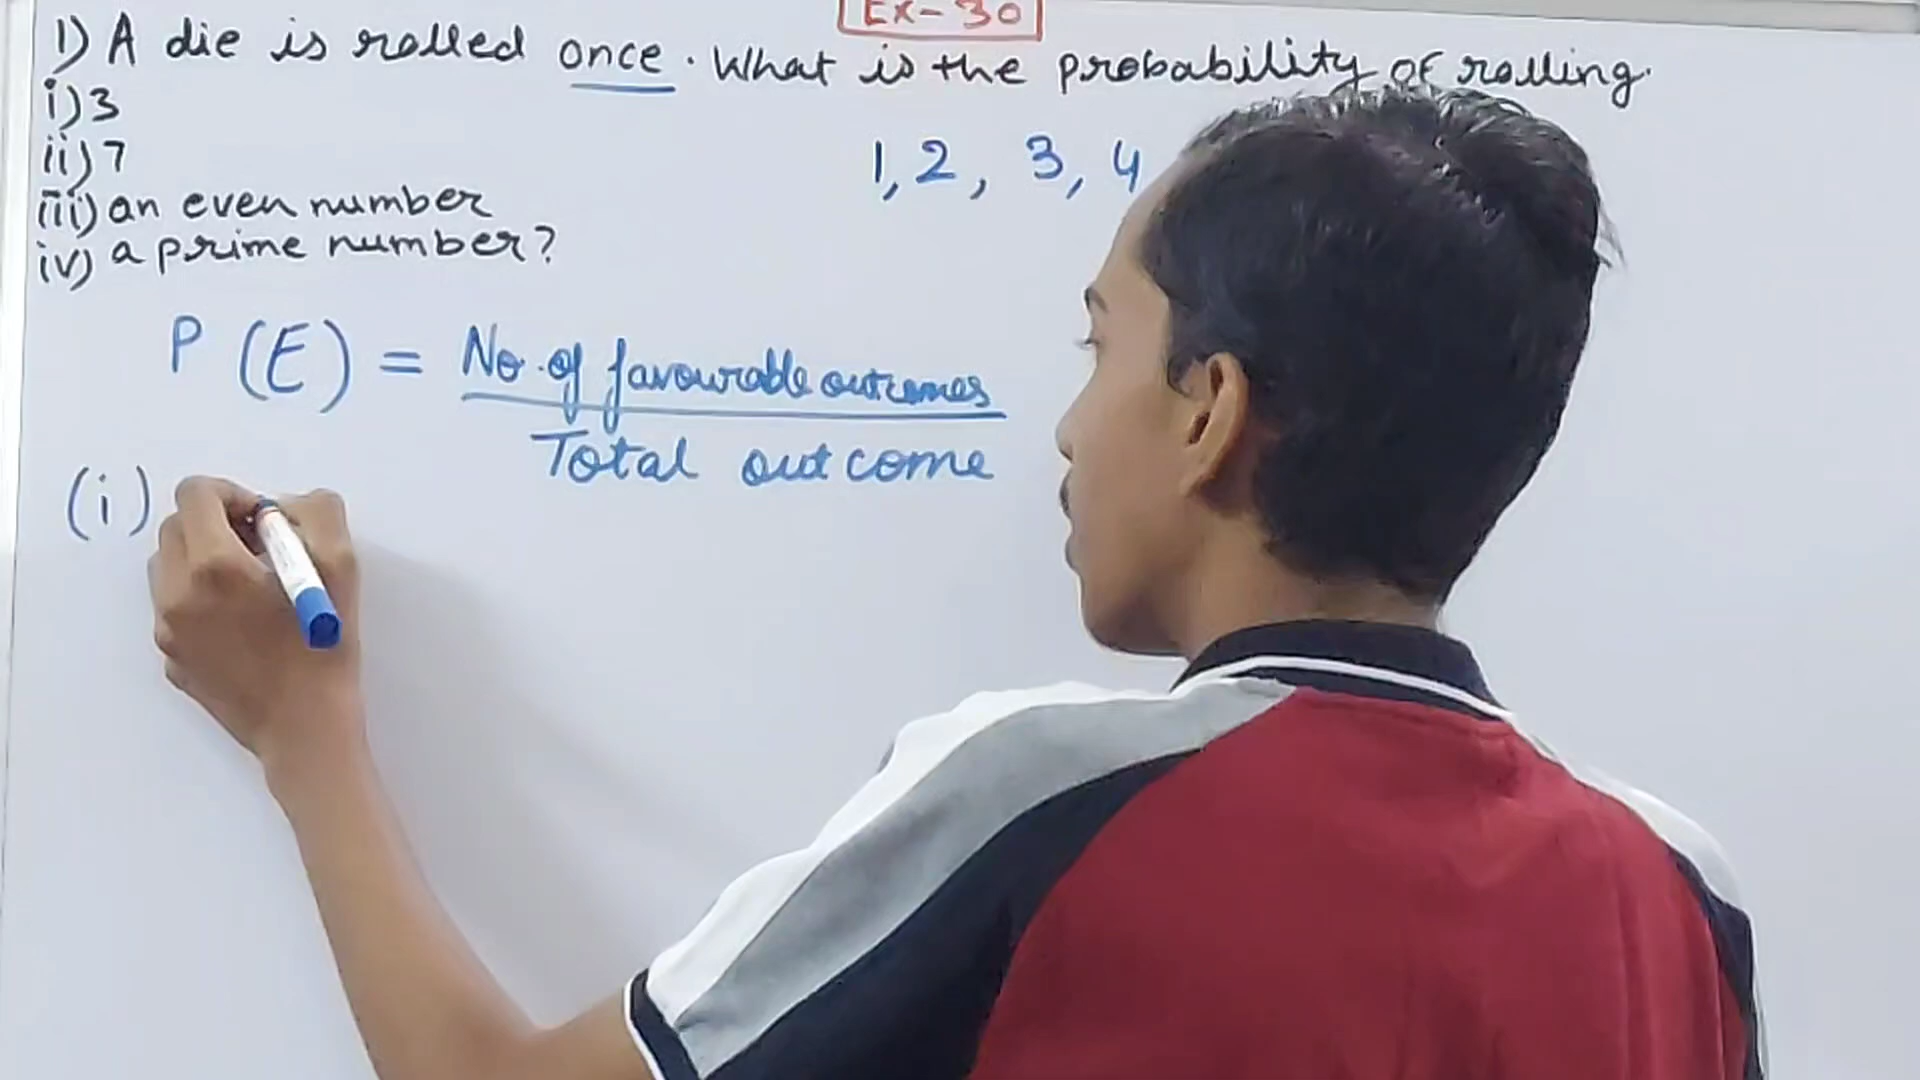 Ex-30
1) A die is rolled once. What is the probability of rolling.
i) 3
ii) 7
iii) an even number
iv) a prime number?
1, 2, 3, 4
P (E) = No. of favourable outcomes
Total outcome
(i)